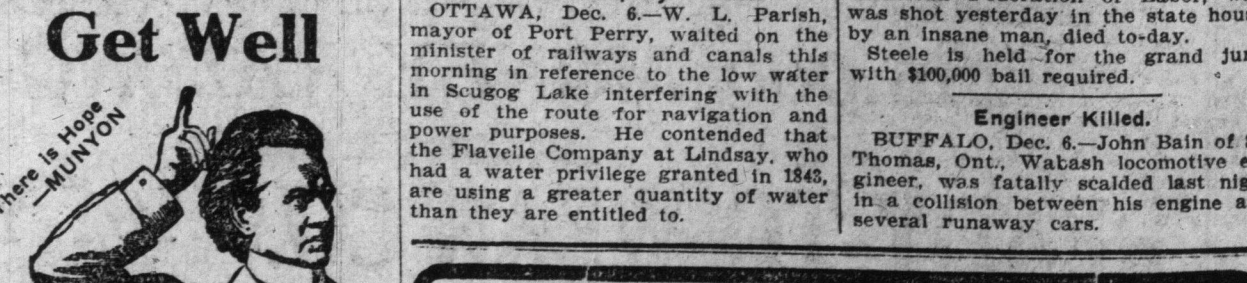 Get Well
There is Hope
—MUNYON
OTTAWA, Dec. 6.—W. L. Parish,
mayor of Port Perry, waited on the
minister of railways and canals this
morning in reference to the low water
in Scugog Lake interfering with the
use of the route for navigation and
power purposes. He contended that
the Flavelle Company at Lindsay, who
had a water privilege granted in 1843,
are using a greater quantity of water
than they are entitled to.
was shot yesterday in the state hou
by an insane man, died to-day.
Steele is held for the grand ju
with $100,000 bail required.
Engineer Killed.
BUFFALO, Dec. 6.—John Bain of
Thomas, Ont., Wabash locomotive e
gineer, was fatally scalded last nig
in a collision between his engine a
several runaway cars.